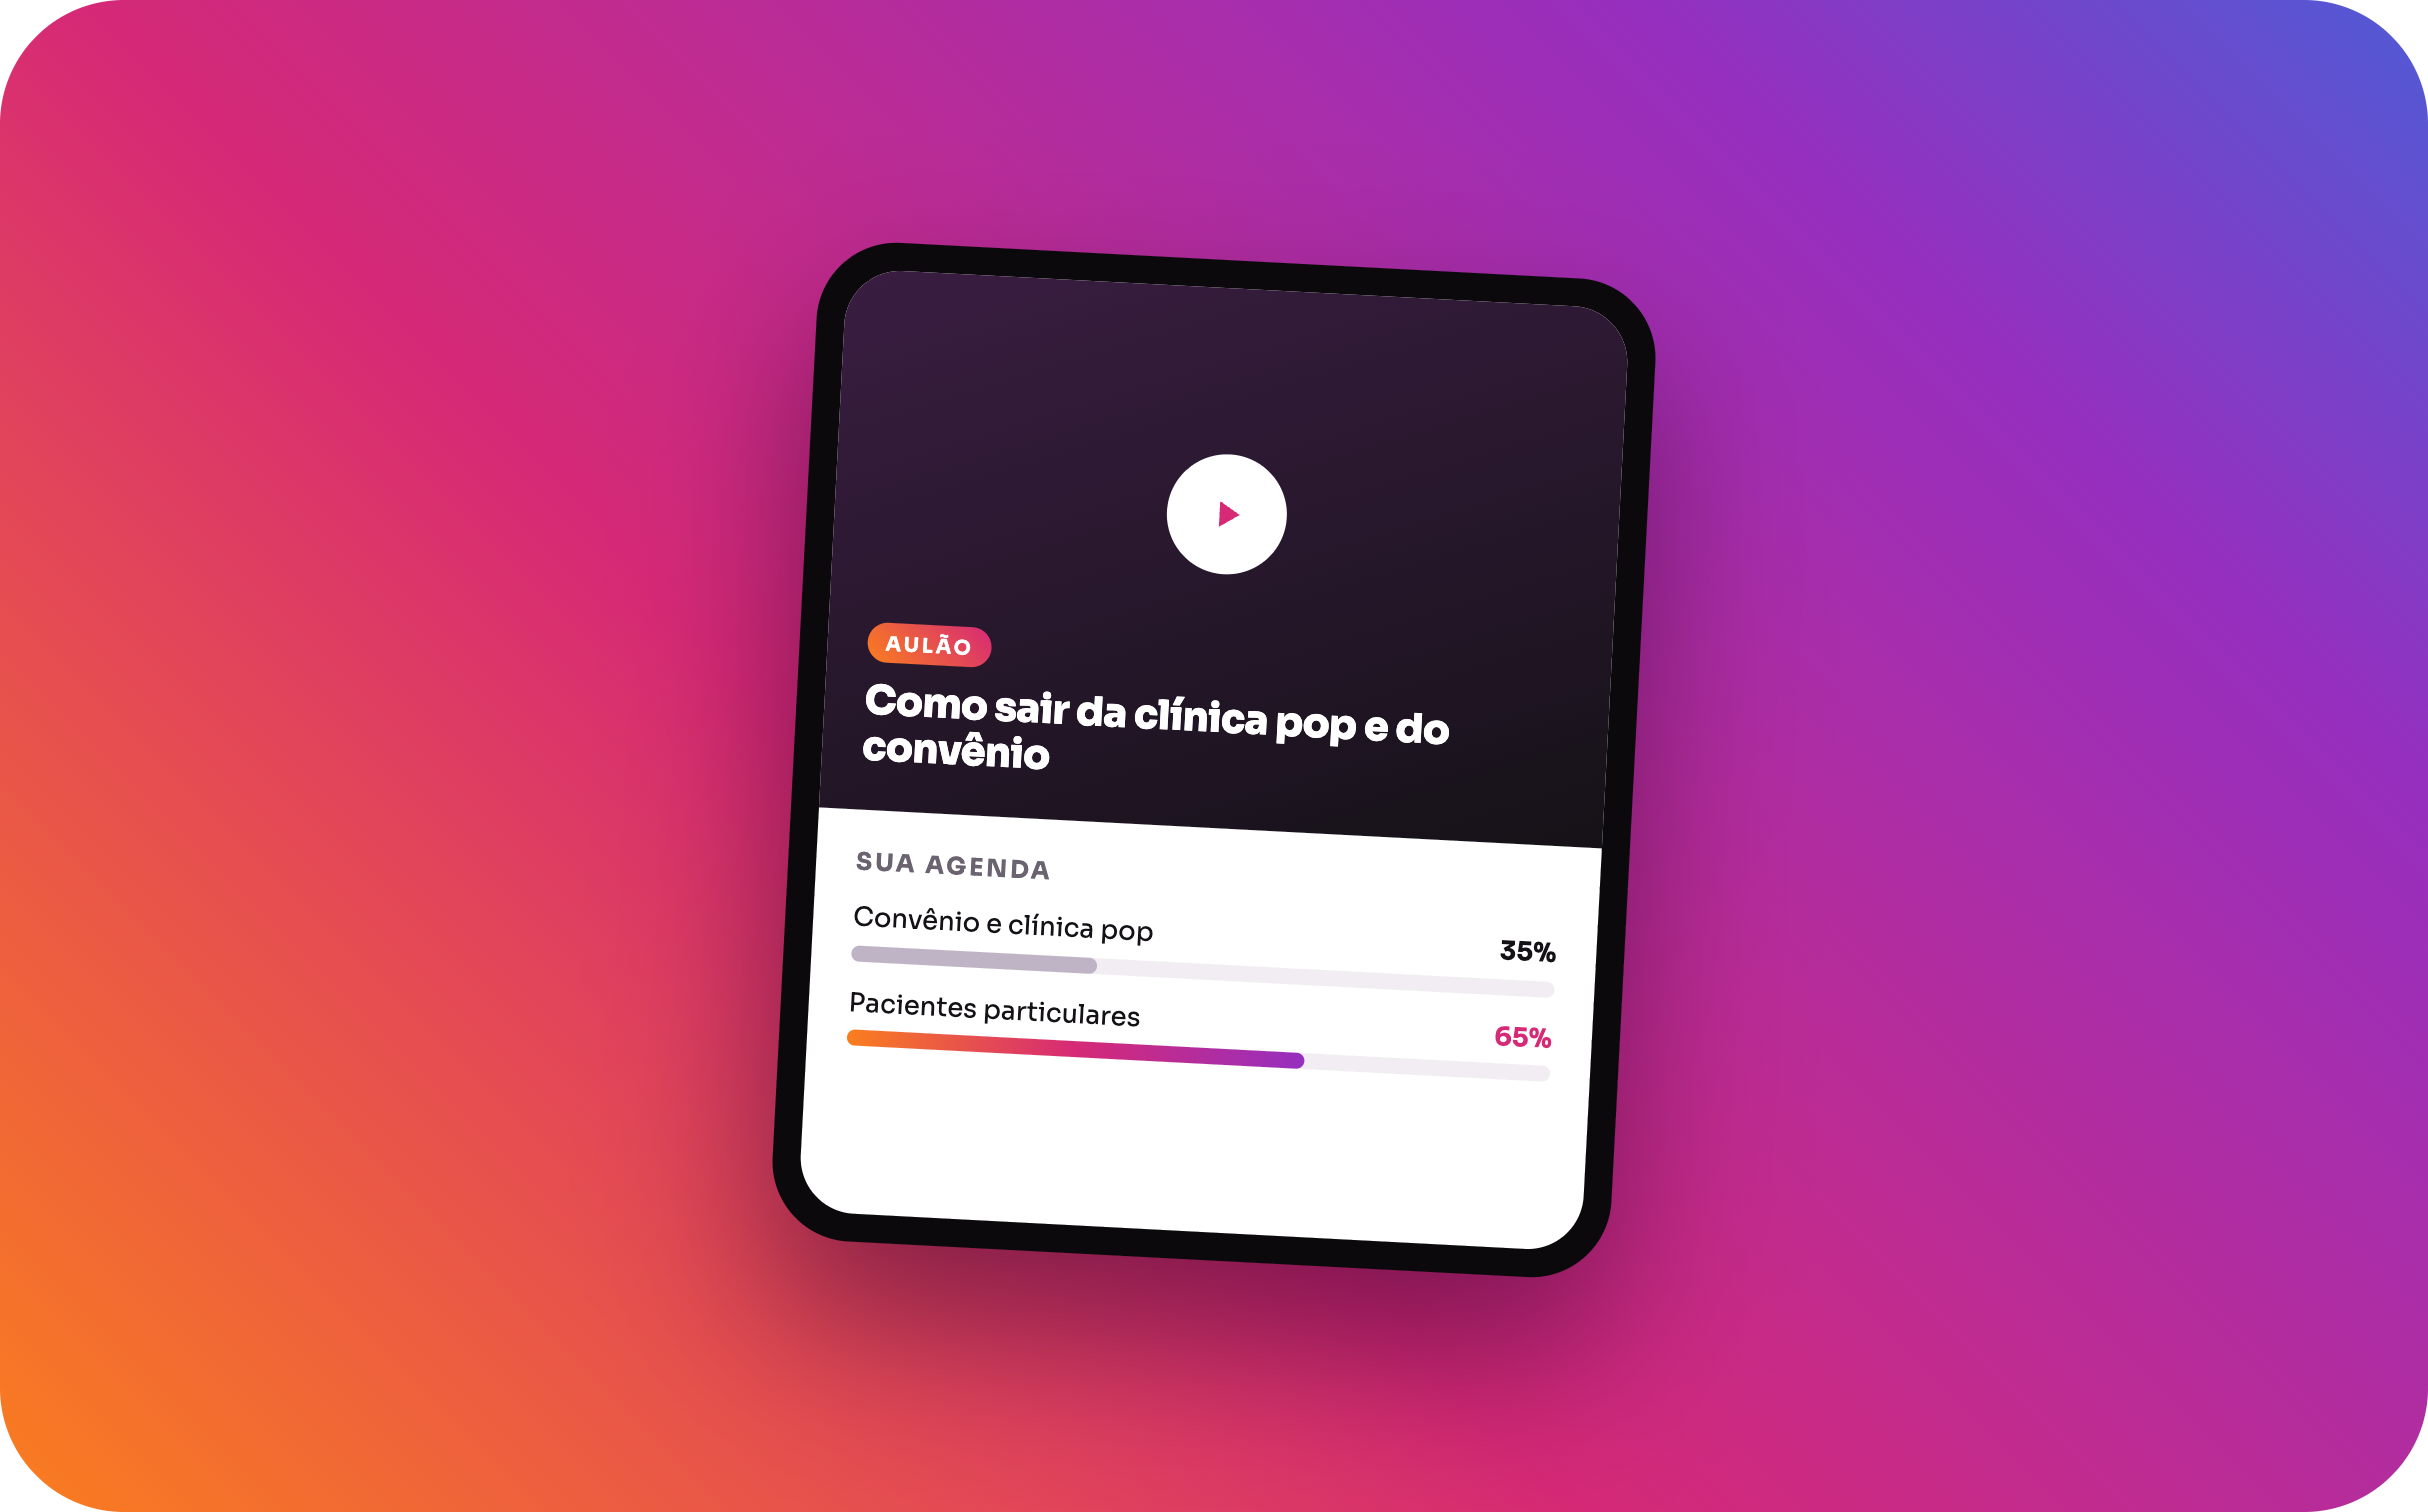 AULÃO
Como sair da clínica pop e do
convênio
SUA AGENDA
Convênio e clínica pop
35%
Pacientes particulares
65%